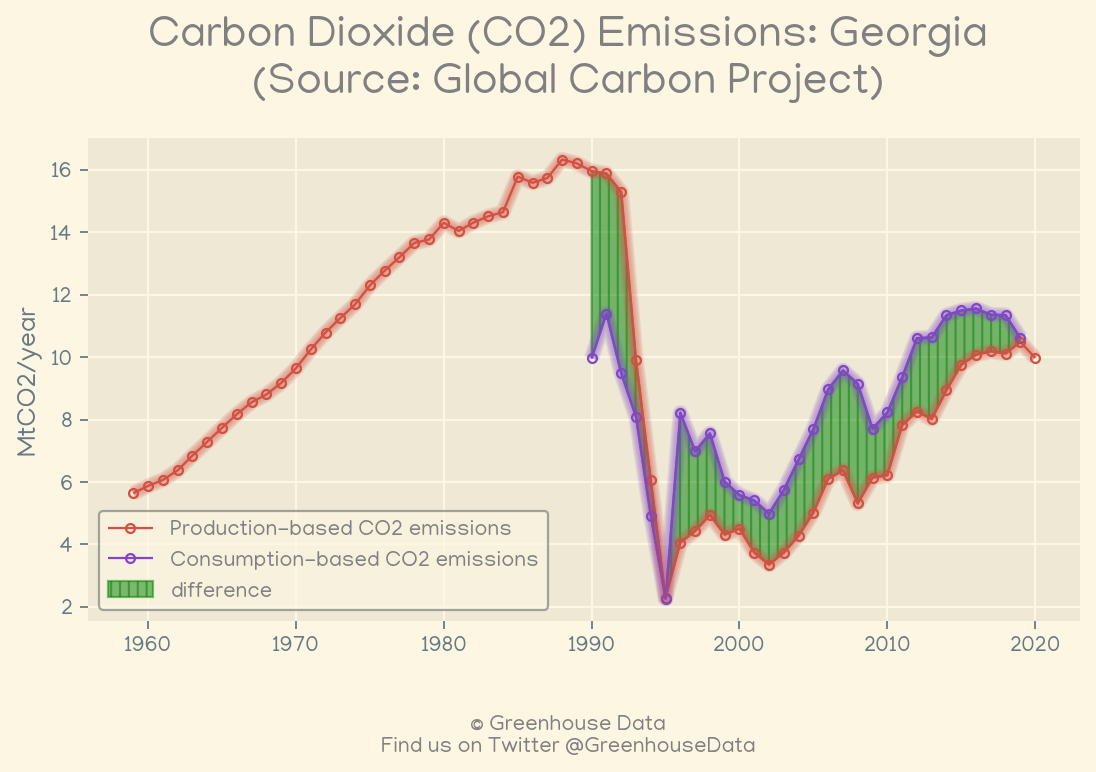 Carbon Dioxide (CO2) Emissions: Georgia
(Source: Global Carbon Project)
MtCO2/year
16
14
12
10
8
6
4
2
Production-based CO2 emissions
Consumption-based CO2 emissions
difference
1960 1970 1980 1990 2000 2010 2020
© Greenhouse Data
Find us on Twitter @GreenhouseData